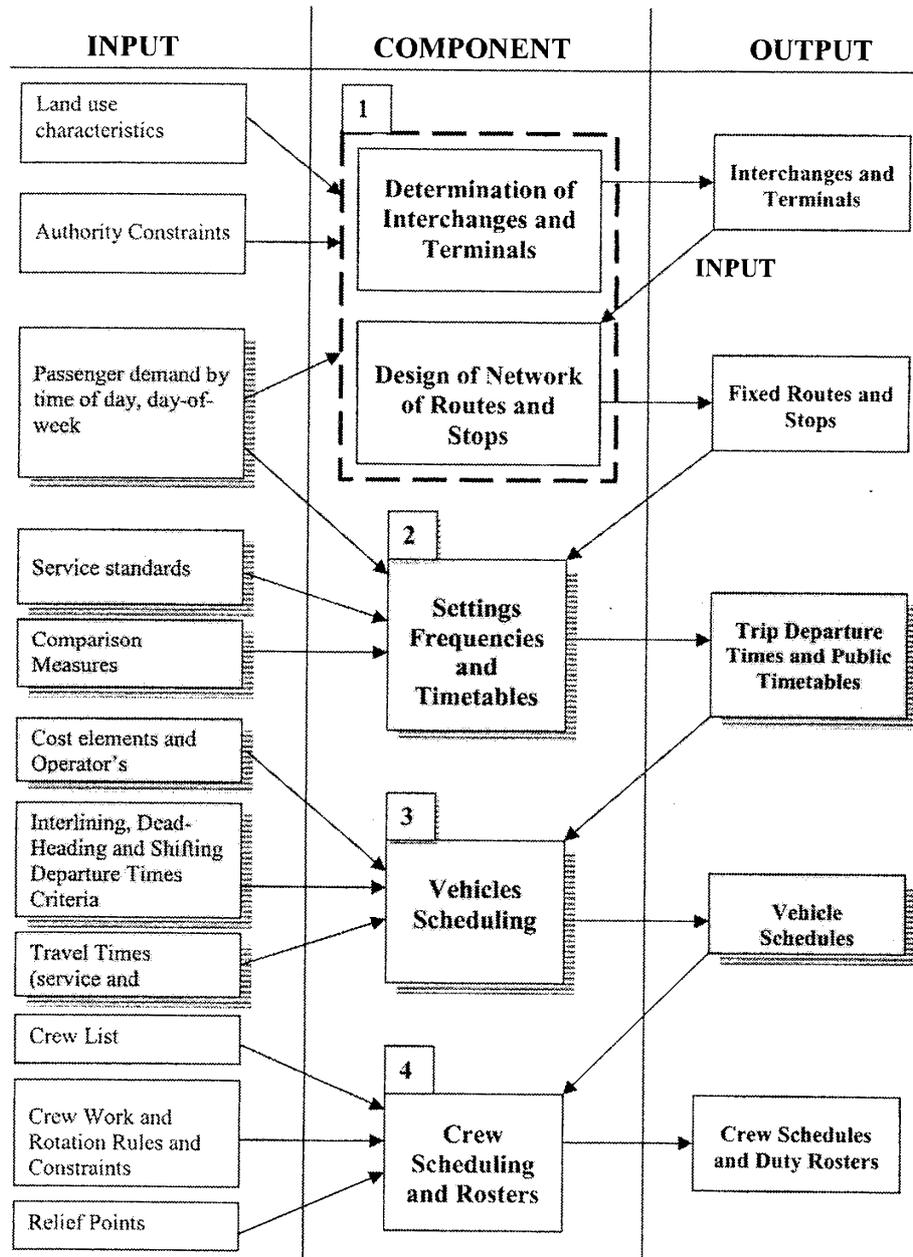 INPUT
COMPONENT
OUTPUT
Land use
characteristics
Authority Constraints
Passenger demand by
time of day, day-of-
week
Service standards
Comparison
Measures
Cost elements and
Operator's
Interlining, Dead-
Heading and Shifting
Departure Times
Criteria
Travel Times
(service and
Crew List
Crew Work and
Rotation Rules and
Constraints
Relief Points
1
Determination of
Interchanges and
Terminals
Design of Network
of Routes and
Stops
2
Settings
Frequencies
and
Timetables
3
Vehicles
Scheduling
4
Crew
Scheduling
and Rosters
Interchanges and
Terminals
INPUT
Fixed Routes and
Stops
Trip Departure
Times and Public
Timetables
Vehicle
Schedules
Crew Schedules
and Duty Rosters